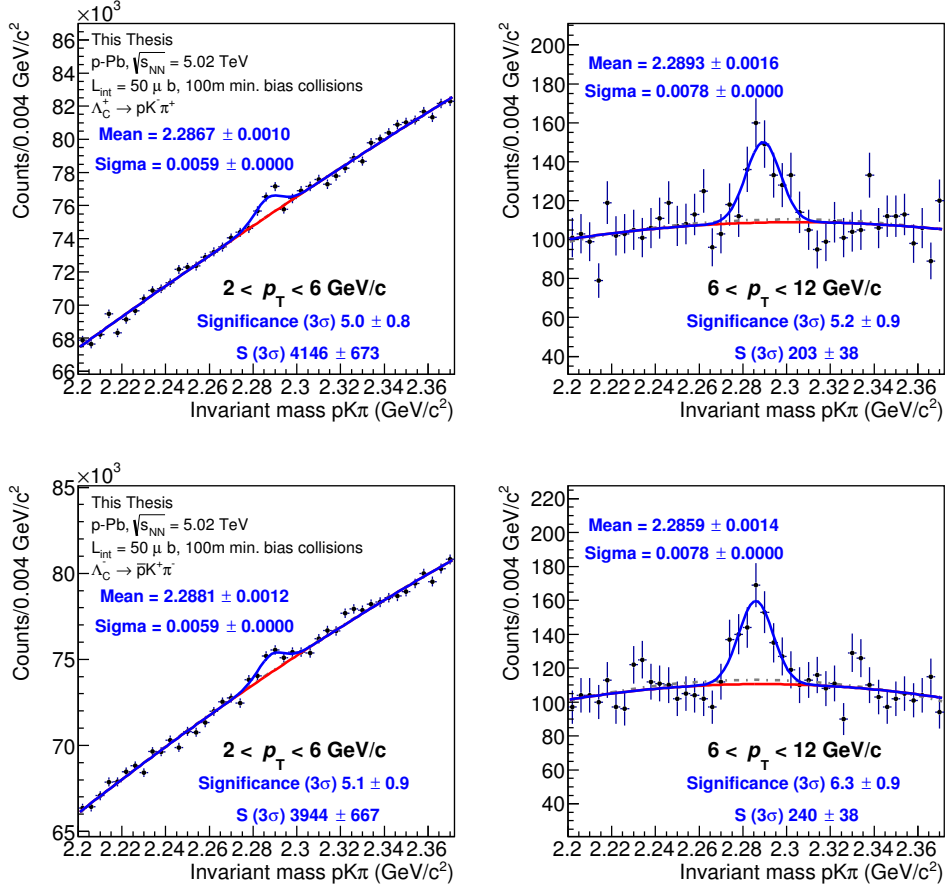 ×10³
86
84
82
80
78
76
74
72
70
68
66
Counts/0.004 GeV/c²
This Thesis
p-Pb, √s_NN = 5.02 TeV
L_int = 50 μ b, 100m min. bias collisions
Λ_C⁺ → pK⁻π⁺
Mean = 2.2867 ± 0.0010
Sigma = 0.0059 ± 0.0000
2 < p_T < 6 GeV/c
Significance (3σ) 5.0 ± 0.8
S (3σ) 4146 ± 673
2.2 2.22 2.24 2.26 2.28 2.3 2.32 2.34 2.36
Invariant mass pKπ (GeV/c²)
200
180
160
140
120
100
80
60
40
Counts/0.004 GeV/c²
Mean = 2.2893 ± 0.0016
Sigma = 0.0078 ± 0.0000
6 < p_T < 12 GeV/c
Significance (3σ) 5.2 ± 0.9
S (3σ) 203 ± 38
2.2 2.22 2.24 2.26 2.28 2.3 2.32 2.34 2.36
Invariant mass pKπ (GeV/c²)
×10³
85
80
75
70
65
Counts/0.004 GeV/c²
This Thesis
p-Pb, √s_NN = 5.02 TeV
L_int = 50 μ b, 100m min. bias collisions
Λ_C⁻ → p̅K⁺π⁻
Mean = 2.2881 ± 0.0012
Sigma = 0.0059 ± 0.0000
2 < p_T < 6 GeV/c
Significance (3σ) 5.1 ± 0.9
S (3σ) 3944 ± 667
2.2 2.22 2.24 2.26 2.28 2.3 2.32 2.34 2.36
Invariant mass pKπ (GeV/c²)
220
200
180
160
140
120
100
80
60
40
Counts/0.004 GeV/c²
Mean = 2.2859 ± 0.0014
Sigma = 0.0078 ± 0.0000
6 < p_T < 12 GeV/c
Significance (3σ) 6.3 ± 0.9
S (3σ) 240 ± 38
2.2 2.22 2.24 2.26 2.28 2.3 2.32 2.34 2.36
Invariant mass pKπ (GeV/c²)